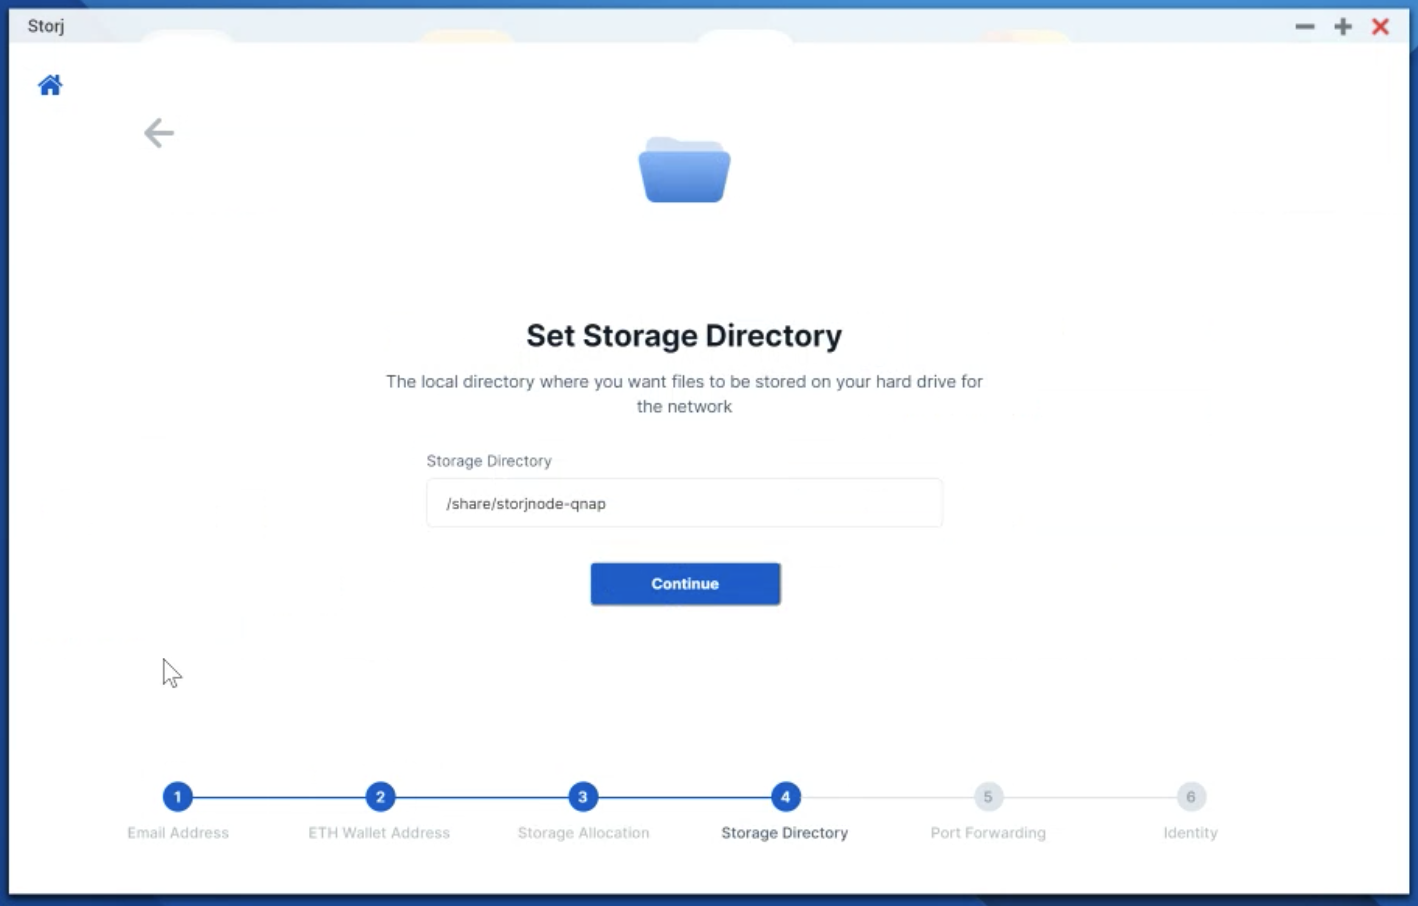 Storj
Set Storage Directory
The local directory where you want files to be stored on your hard drive for
the network
Storage Directory
/share/storjnode-qnap
Continue
1 2 3 4 5 6
Email Address ETH Wallet Address Storage Allocation Storage Directory Port Forwarding Identity